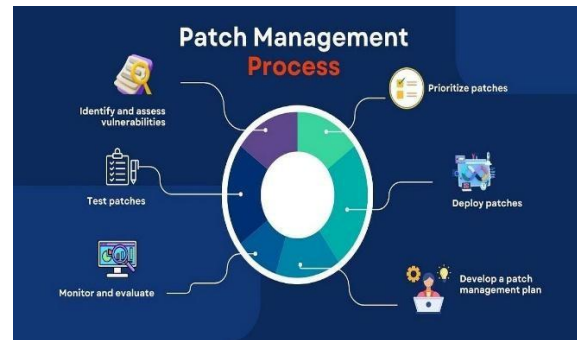 Patch Management
Process
Identify and assess
vulnerabilities
Prioritize patches
Test patches
Deploy patches
Monitor and evaluate
Develop a patch
management plan